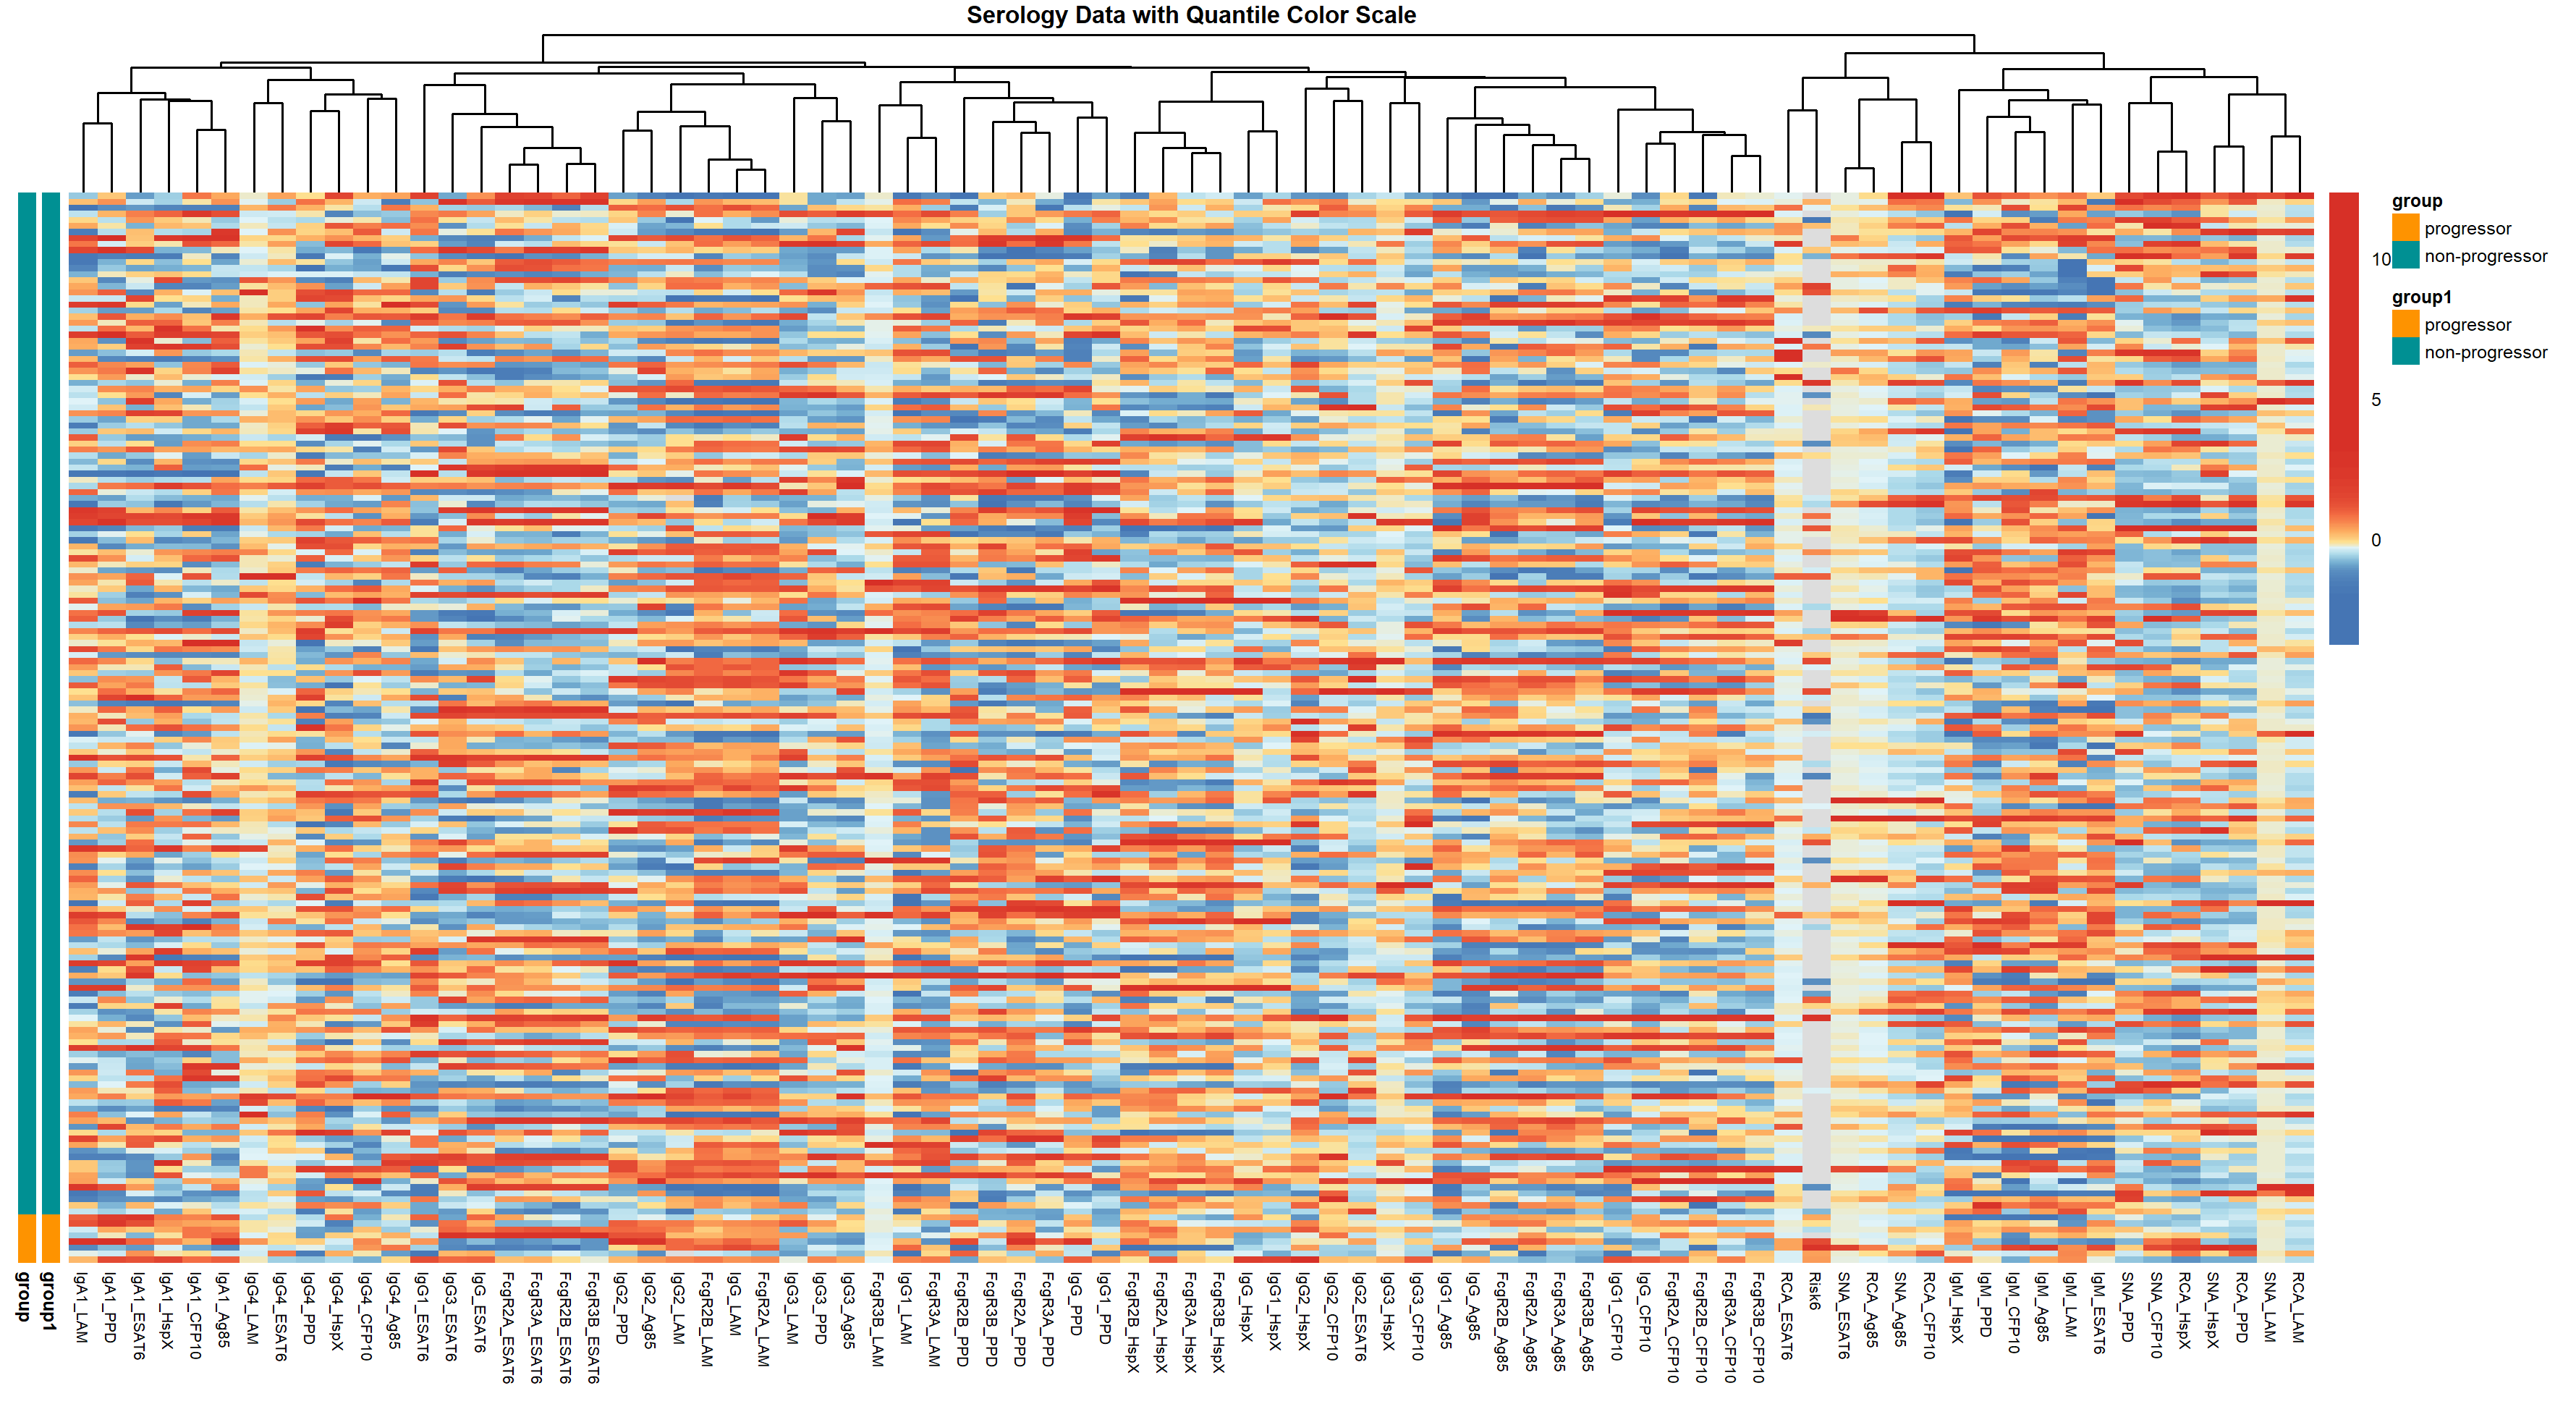 Serology Data with Quantile Color Scale
10
5
0
group
progressor
non-progressor
group1
progressor
non-progressor
group
group1
IgA1_LAM
IgA1_PPD
IgA1_ESAT6
IgA1_HspX
IgA1_CFP10
IgA1_Ag85
IgG4_LAM
IgG4_ESAT6
IgG4_PPD
IgG4_HspX
IgG4_CFP10
IgG4_Ag85
IgG1_ESAT6
IgG3_ESAT6
IgG_ESAT6
FcgR2A_ESAT6
FcgR3A_ESAT6
FcgR2B_ESAT6
FcgR3B_ESAT6
IgG2_PPD
IgG2_Ag85
IgG2_LAM
FcgR2B_LAM
IgG_LAM
FcgR2A_LAM
IgG3_LAM
IgG3_PPD
IgG3_Ag85
FcgR3B_LAM
IgG1_LAM
FcgR3A_LAM
FcgR2B_PPD
FcgR3B_PPD
FcgR2A_PPD
FcgR3A_PPD
IgG_PPD
IgG1_PPD
FcgR2B_HspX
FcgR2A_HspX
FcgR3A_HspX
FcgR3B_HspX
IgG_HspX
IgG1_HspX
IgG2_HspX
IgG2_CFP10
IgG2_ESAT6
IgG3_HspX
IgG3_CFP10
IgG1_Ag85
IgG_Ag85
FcgR2B_Ag85
FcgR2A_Ag85
FcgR3A_Ag85
FcgR3B_Ag85
IgG1_CFP10
IgG_CFP10
FcgR2A_CFP10
FcgR2B_CFP10
FcgR3A_CFP10
FcgR3B_CFP10
RCA_ESAT6
Risk6
SNA_ESAT6
RCA_Ag85
SNA_Ag85
RCA_CFP10
IgM_HspX
IgM_PPD
IgM_CFP10
IgM_Ag85
IgM_LAM
IgM_ESAT6
SNA_PPD
SNA_CFP10
RCA_HspX
SNA_HspX
RCA_PPD
SNA_LAM
RCA_LAM